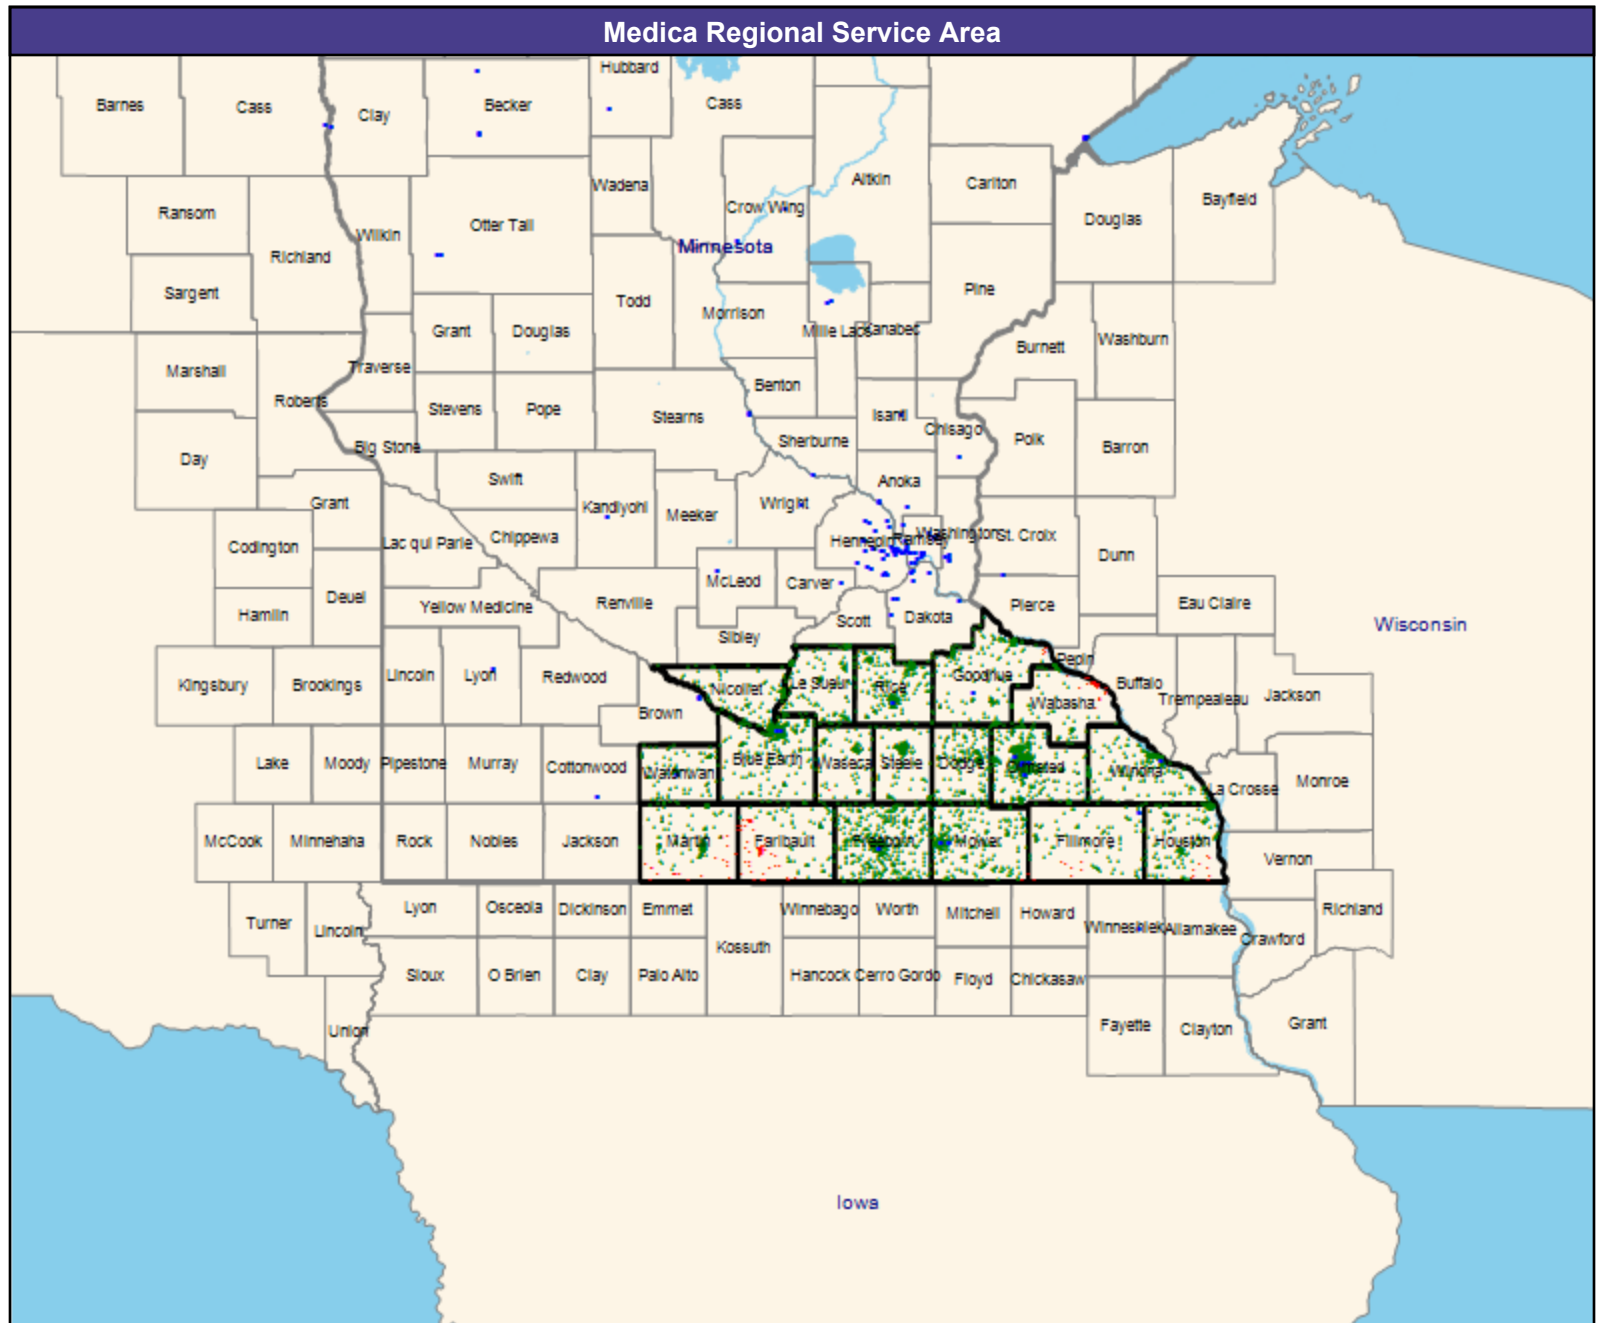 Medica Regional Service Area
Hubbard
Barnes
Cass
Clay
Becker
Cass
Wadena
Aitkin
Carlton
Ransom
Crow Wing
Bayfield
Douglas
Otter Tail
Wilkin
Minnesota
Richland
Sargent
Pine
Todd
Morrison
Grant
Douglas
Mille Lacs
Kanabec
Burnett
Washburn
Marshall
Traverse
Benton
Roberts
Stevens
Pope
Stearns
Isanti
Chisago
Polk
Barron
Big Stone
Sherburne
Day
Swift
Anoka
Grant
Kandiyohi
Meeker
Wright
Codington
Lac qui Parle
Chippewa
Hennepin
Ramsey
Washington
St. Croix
Dunn
McLeod
Carver
Deuel
Yellow Medicine
Renville
Pierce
Eau Claire
Hamlin
Scott
Dakota
Sibley
Wisconsin
Pepin
Kingsbury
Brookings
Lincoln
Lyon
Redwood
Nicollet
Le Sueur
Rice
Goodhue
Buffalo
Trempealeau
Jackson
Brown
Wabasha
Lake
Moody
Pipestone
Murray
Cottonwood
Watonwan
Blue Earth
Waseca
Steele
Dodge
Olmsted
Winona
La Crosse
Monroe
McCook
Minnehaha
Rock
Nobles
Jackson
Martin
Faribault
Freeborn
Mower
Fillmore
Houston
Vernon
Turner
Lincoln
Lyon
Osceola
Dickinson
Emmet
Winnebago
Worth
Mitchell
Howard
Winneshiek
Allamakee
Crawford
Richland
Kossuth
Sioux
O Brien
Clay
Palo Alto
Hancock
Cerro Gordo
Floyd
Chickasaw
Union
Fayette
Clayton
Grant
Iowa